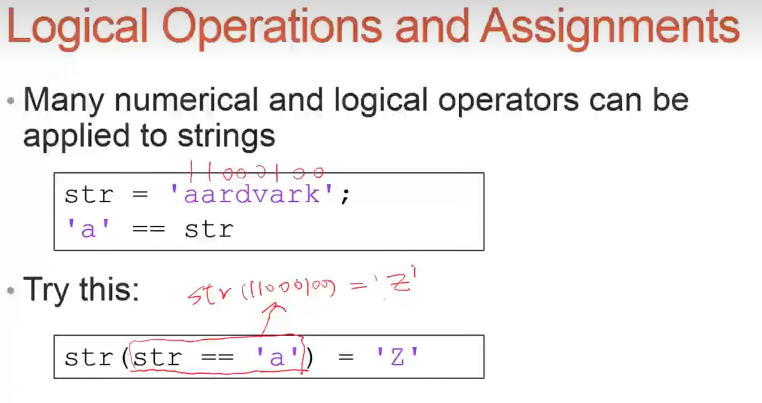 Logical Operations and Assignments
• Many numerical and logical operators can be
applied to strings
11000100
str = 'aardvark';
'a' == str
• Try this:
str (11000100) = 'Z'
str(str == 'a') = 'Z'